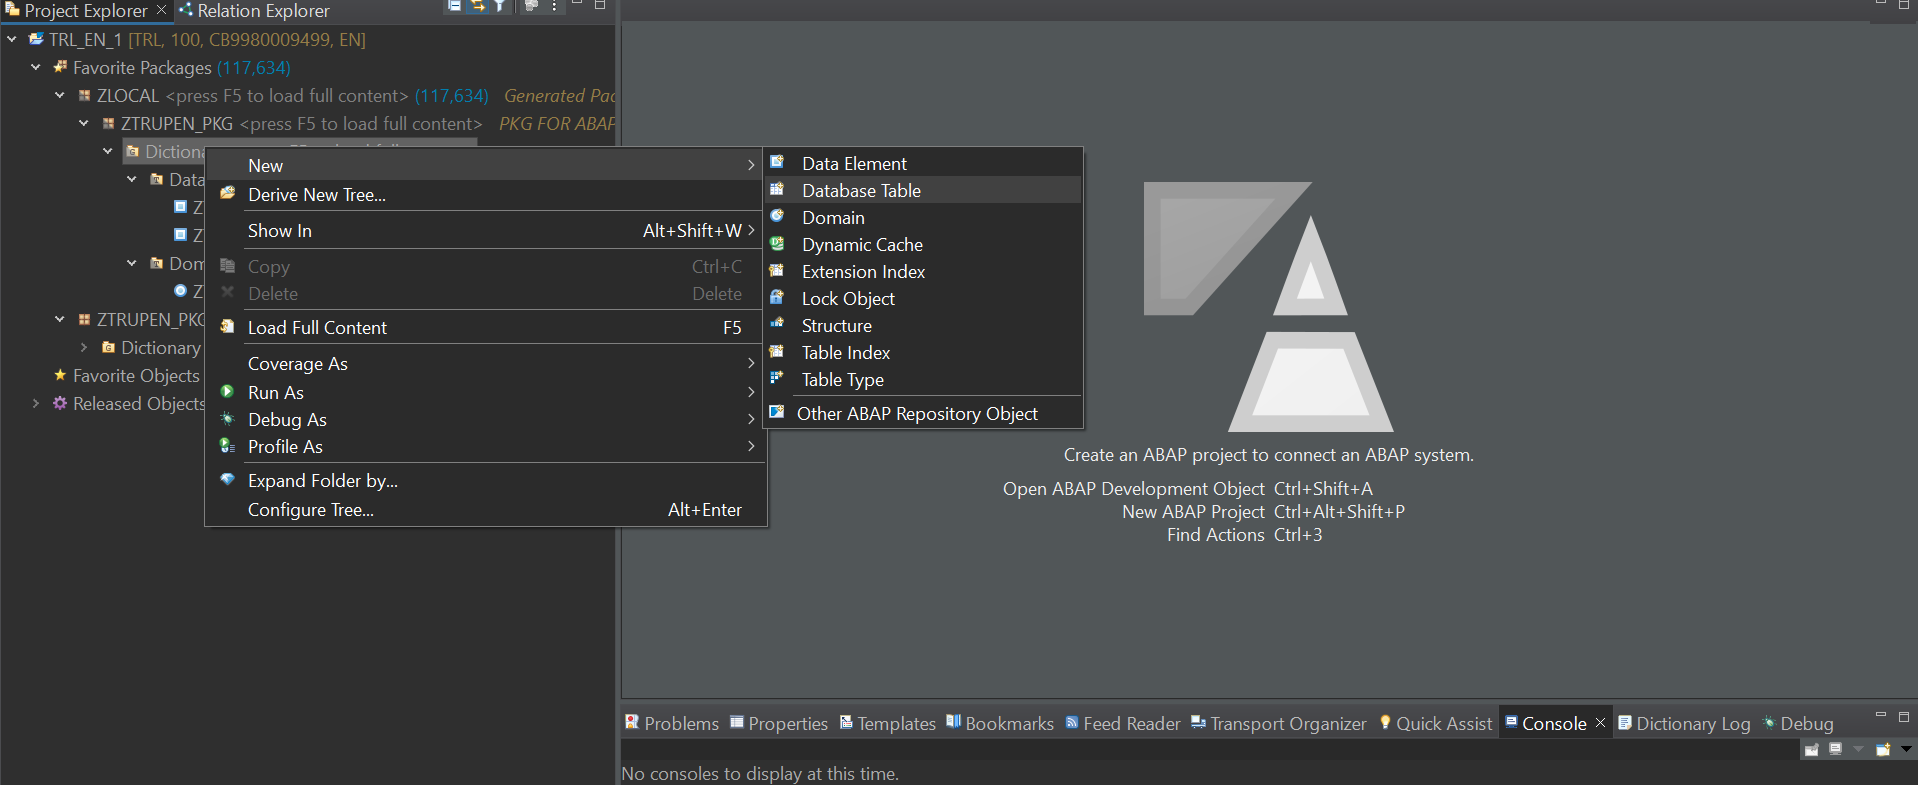 Project Explorer
Relation Explorer
TRL_EN_1 [TRL, 100, CB9980009499, EN]
Favorite Packages (117,634)
ZLOCAL <press F5 to load full content> (117,634) Generated Pac
ZTRUPEN_PKG <press F5 to load full content> PKG FOR ABAP
Dictiona
Data
Z
Z
Dom
Z
ZTRUPEN_PKG
Dictionary
Favorite Objects
Released Objects
New
Derive New Tree...
Show In Alt+Shift+W
Copy Ctrl+C
Delete Delete
Load Full Content F5
Coverage As
Run As
Debug As
Profile As
Expand Folder by...
Configure Tree... Alt+Enter
Data Element
Database Table
Domain
Dynamic Cache
Extension Index
Lock Object
Structure
Table Index
Table Type
Other ABAP Repository Object
Create an ABAP project to connect an ABAP system.
Open ABAP Development Object Ctrl+Shift+A
New ABAP Project Ctrl+Alt+Shift+P
Find Actions Ctrl+3
Problems Properties Templates Bookmarks Feed Reader Transport Organizer Quick Assist Console Dictionary Log Debug
No consoles to display at this time.